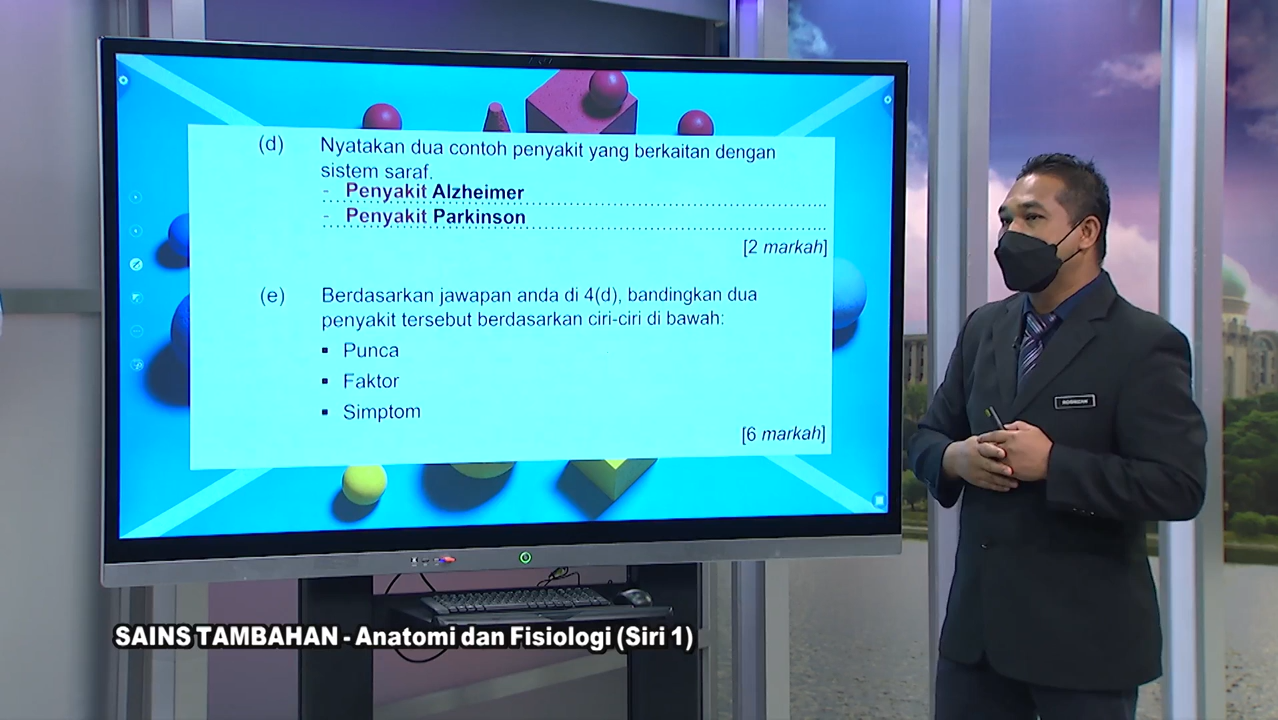 (d) Nyatakan dua contoh penyakit yang berkaitan dengan
sistem saraf.
- Penyakit Alzheimer
- Penyakit Parkinson
[2 markah]
(e) Berdasarkan jawapan anda di 4(d), bandingkan dua
penyakit tersebut berdasarkan ciri-ciri di bawah:
▪ Punca
▪ Faktor
▪ Simptom
[6 markah]
SAINS TAMBAHAN - Anatomi dan Fisiologi (Siri 1)